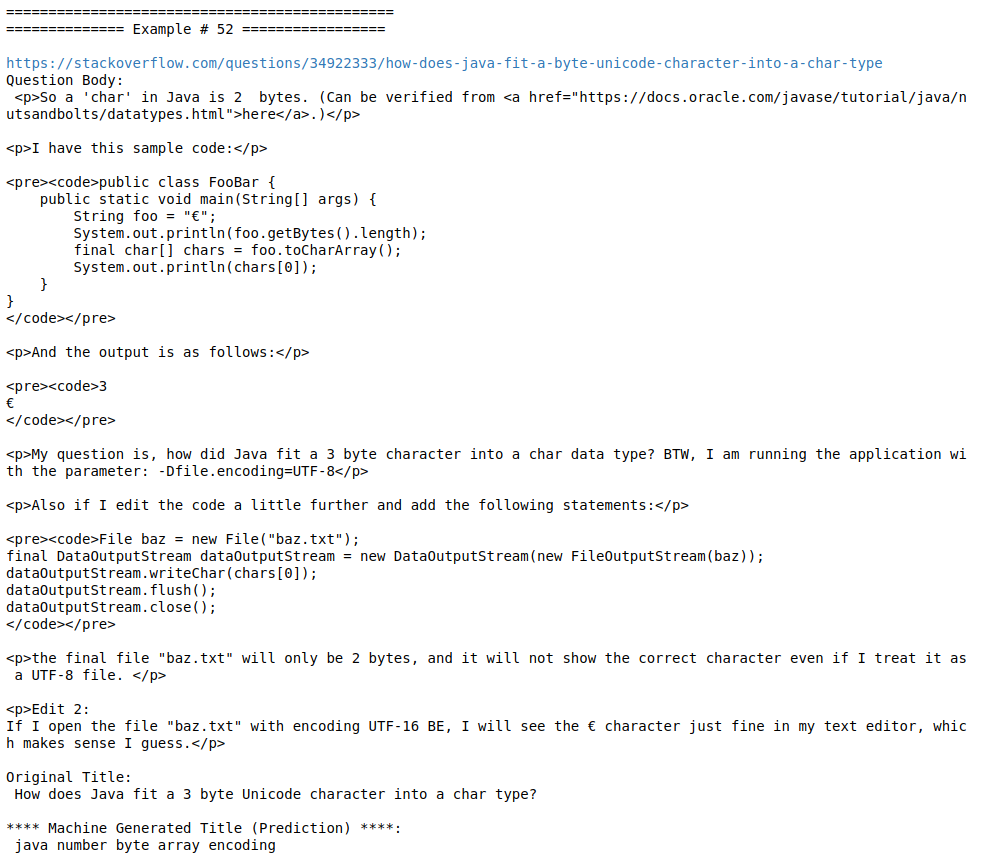 ==============================================
============== Example # 52 =================
https://stackoverflow.com/questions/34922333/how-does-java-fit-a-byte-unicode-character-into-a-char-type
Question Body:
 <p>So a 'char' in Java is 2  bytes. (Can be verified from <a href="https://docs.oracle.com/javase/tutorial/java/n
utsandbolts/datatypes.html">here</a>.)</p>
<p>I have this sample code:</p>
<pre><code>public class FooBar {
    public static void main(String[] args) {
        String foo = "€";
        System.out.println(foo.getBytes().length);
        final char[] chars = foo.toCharArray();
        System.out.println(chars[0]);
    }
}
</code></pre>
<p>And the output is as follows:</p>
<pre><code>3
€
</code></pre>
<p>My question is, how did Java fit a 3 byte character into a char data type? BTW, I am running the application wi
th the parameter: -Dfile.encoding=UTF-8</p>
<p>Also if I edit the code a little further and add the following statements:</p>
<pre><code>File baz = new File("baz.txt");
final DataOutputStream dataOutputStream = new DataOutputStream(new FileOutputStream(baz));
dataOutputStream.writeChar(chars[0]);
dataOutputStream.flush();
dataOutputStream.close();
</code></pre>
<p>the final file "baz.txt" will only be 2 bytes, and it will not show the correct character even if I treat it as
 a UTF-8 file. </p>
<p>Edit 2:
If I open the file "baz.txt" with encoding UTF-16 BE, I will see the € character just fine in my text editor, whic
h makes sense I guess.</p>
Original Title:
 How does Java fit a 3 byte Unicode character into a char type?
**** Machine Generated Title (Prediction) ****:
 java number byte array encoding